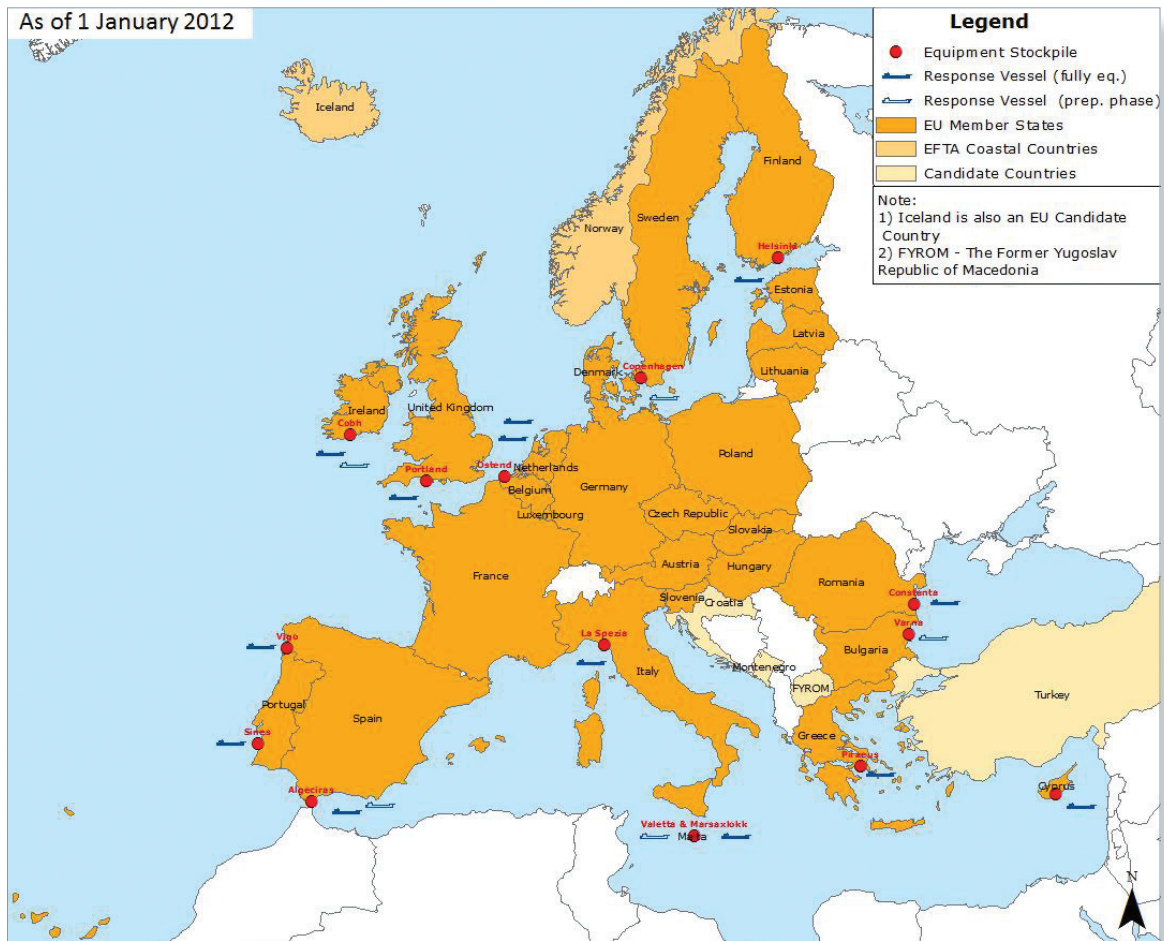 As of 1 January 2012
Legend
Equipment Stockpile
Response Vessel (fully eq.)
Response Vessel (prep. phase)
EU Member States
EFTA Coastal Countries
Candidate Countries
Note:
1) Iceland is also an EU Candidate
Country
2) FYROM - The Former Yugoslav
Republic of Macedonia
Iceland
Finland
Sweden
Norway
Helsinki
Estonia
Latvia
Lithuania
Copenhagen
Denmark
Ireland
United Kingdom
Cobh
Portland
Ostend
Netherlands
Belgium
Luxembourg
Germany
Poland
Czech Republic
Slovakia
Austria
Hungary
France
Romania
Slovenia
Croatia
Constanta
Varna
Bulgaria
Vigo
La Spezia
Italy
Montenegro
FYROM
Turkey
Portugal
Spain
Sines
Greece
Piraeus
Algeciras
Cyprus
Valetta & Marsaxlokk
Malta
N